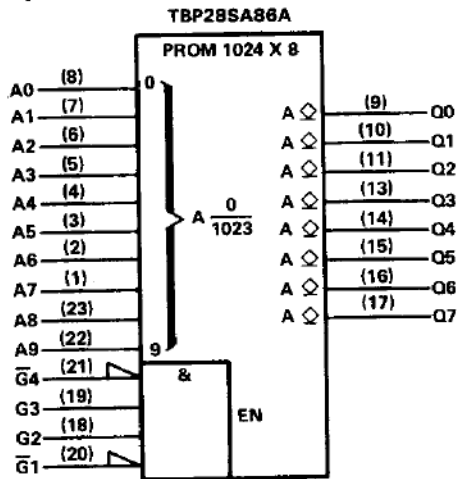 TBP28SA86A
PROM 1024 X 8
A0 (8) 0
A1 (7)
A2 (6)
A3 (5)
A4 (4)
A5 (3)
A6 (2)
A7 (1)
A8 (23)
A9 (22) 9
A 0/1023
A (9) Q0
A (10) Q1
A (11) Q2
A (13) Q3
A (14) Q4
A (15) Q5
A (16) Q6
A (17) Q7
G̅4 (21)
G3 (19)
G2 (18)
G̅1 (20)
&
EN